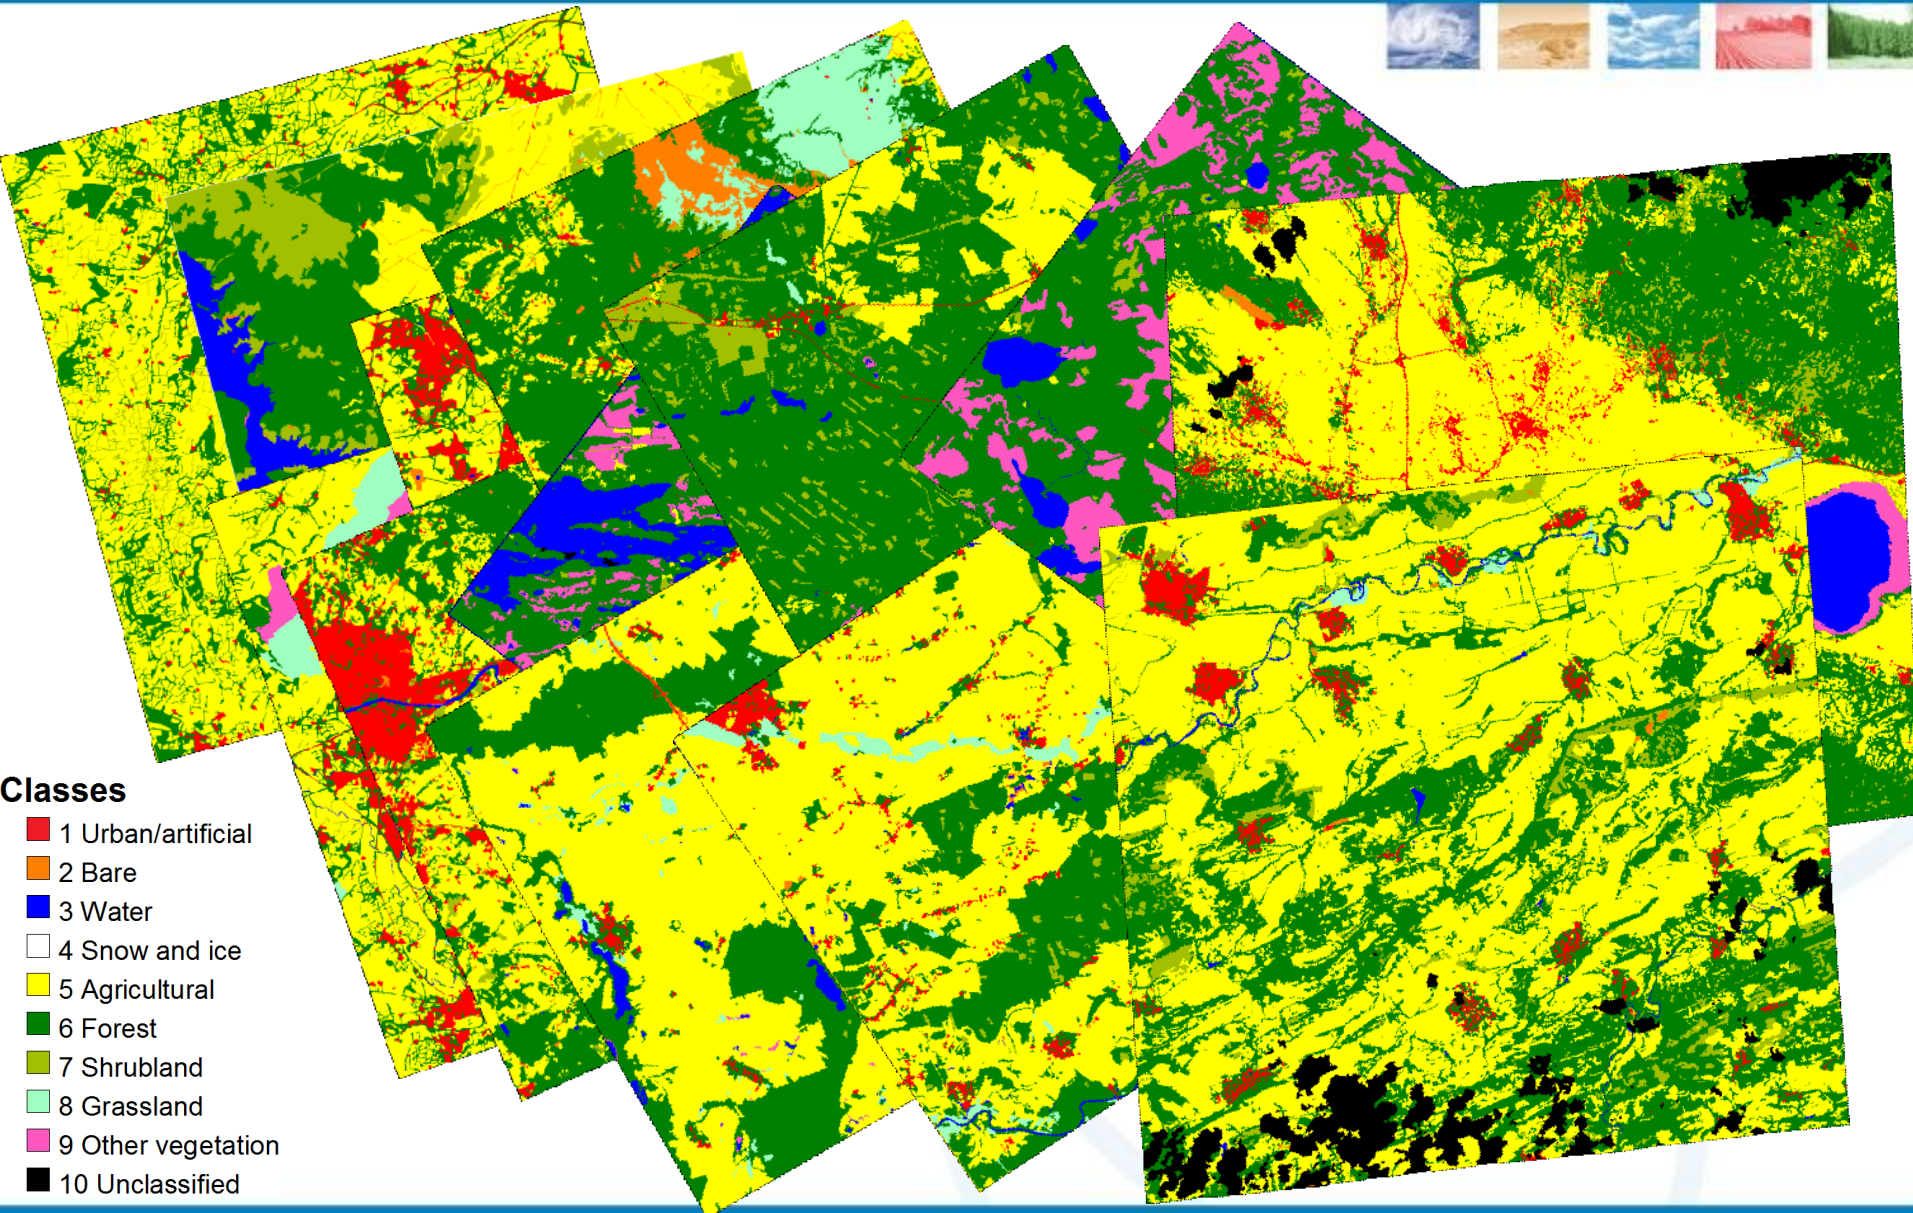 Classes
1 Urban/artificial
2 Bare
3 Water
4 Snow and ice
5 Agricultural
6 Forest
7 Shrubland
8 Grassland
9 Other vegetation
10 Unclassified